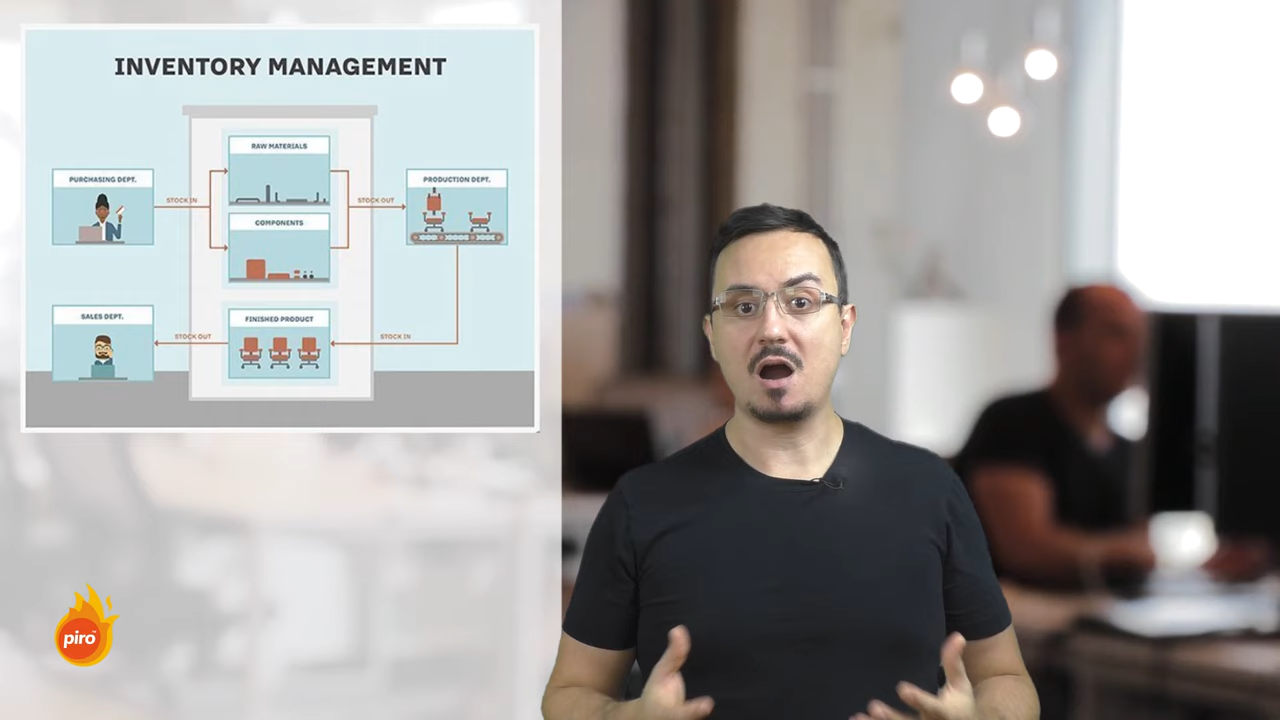 INVENTORY MANAGEMENT
RAW MATERIALS
PURCHASING DEPT.
PRODUCTION DEPT.
STOCK IN
STOCK OUT
COMPONENTS
SALES DEPT.
FINISHED PRODUCT
STOCK OUT
STOCK IN
piro